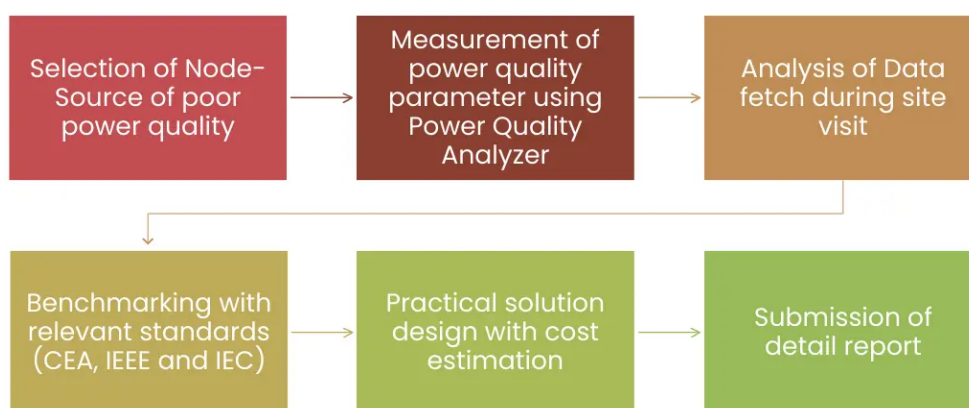 Selection of Node-
Source of poor
power quality
Measurement of
power quality
parameter using
Power Quality
Analyzer
Analysis of Data
fetch during site
visit
Benchmarking with
relevant standards
(CEA, IEEE and IEC)
Practical solution
design with cost
estimation
Submission of
detail report